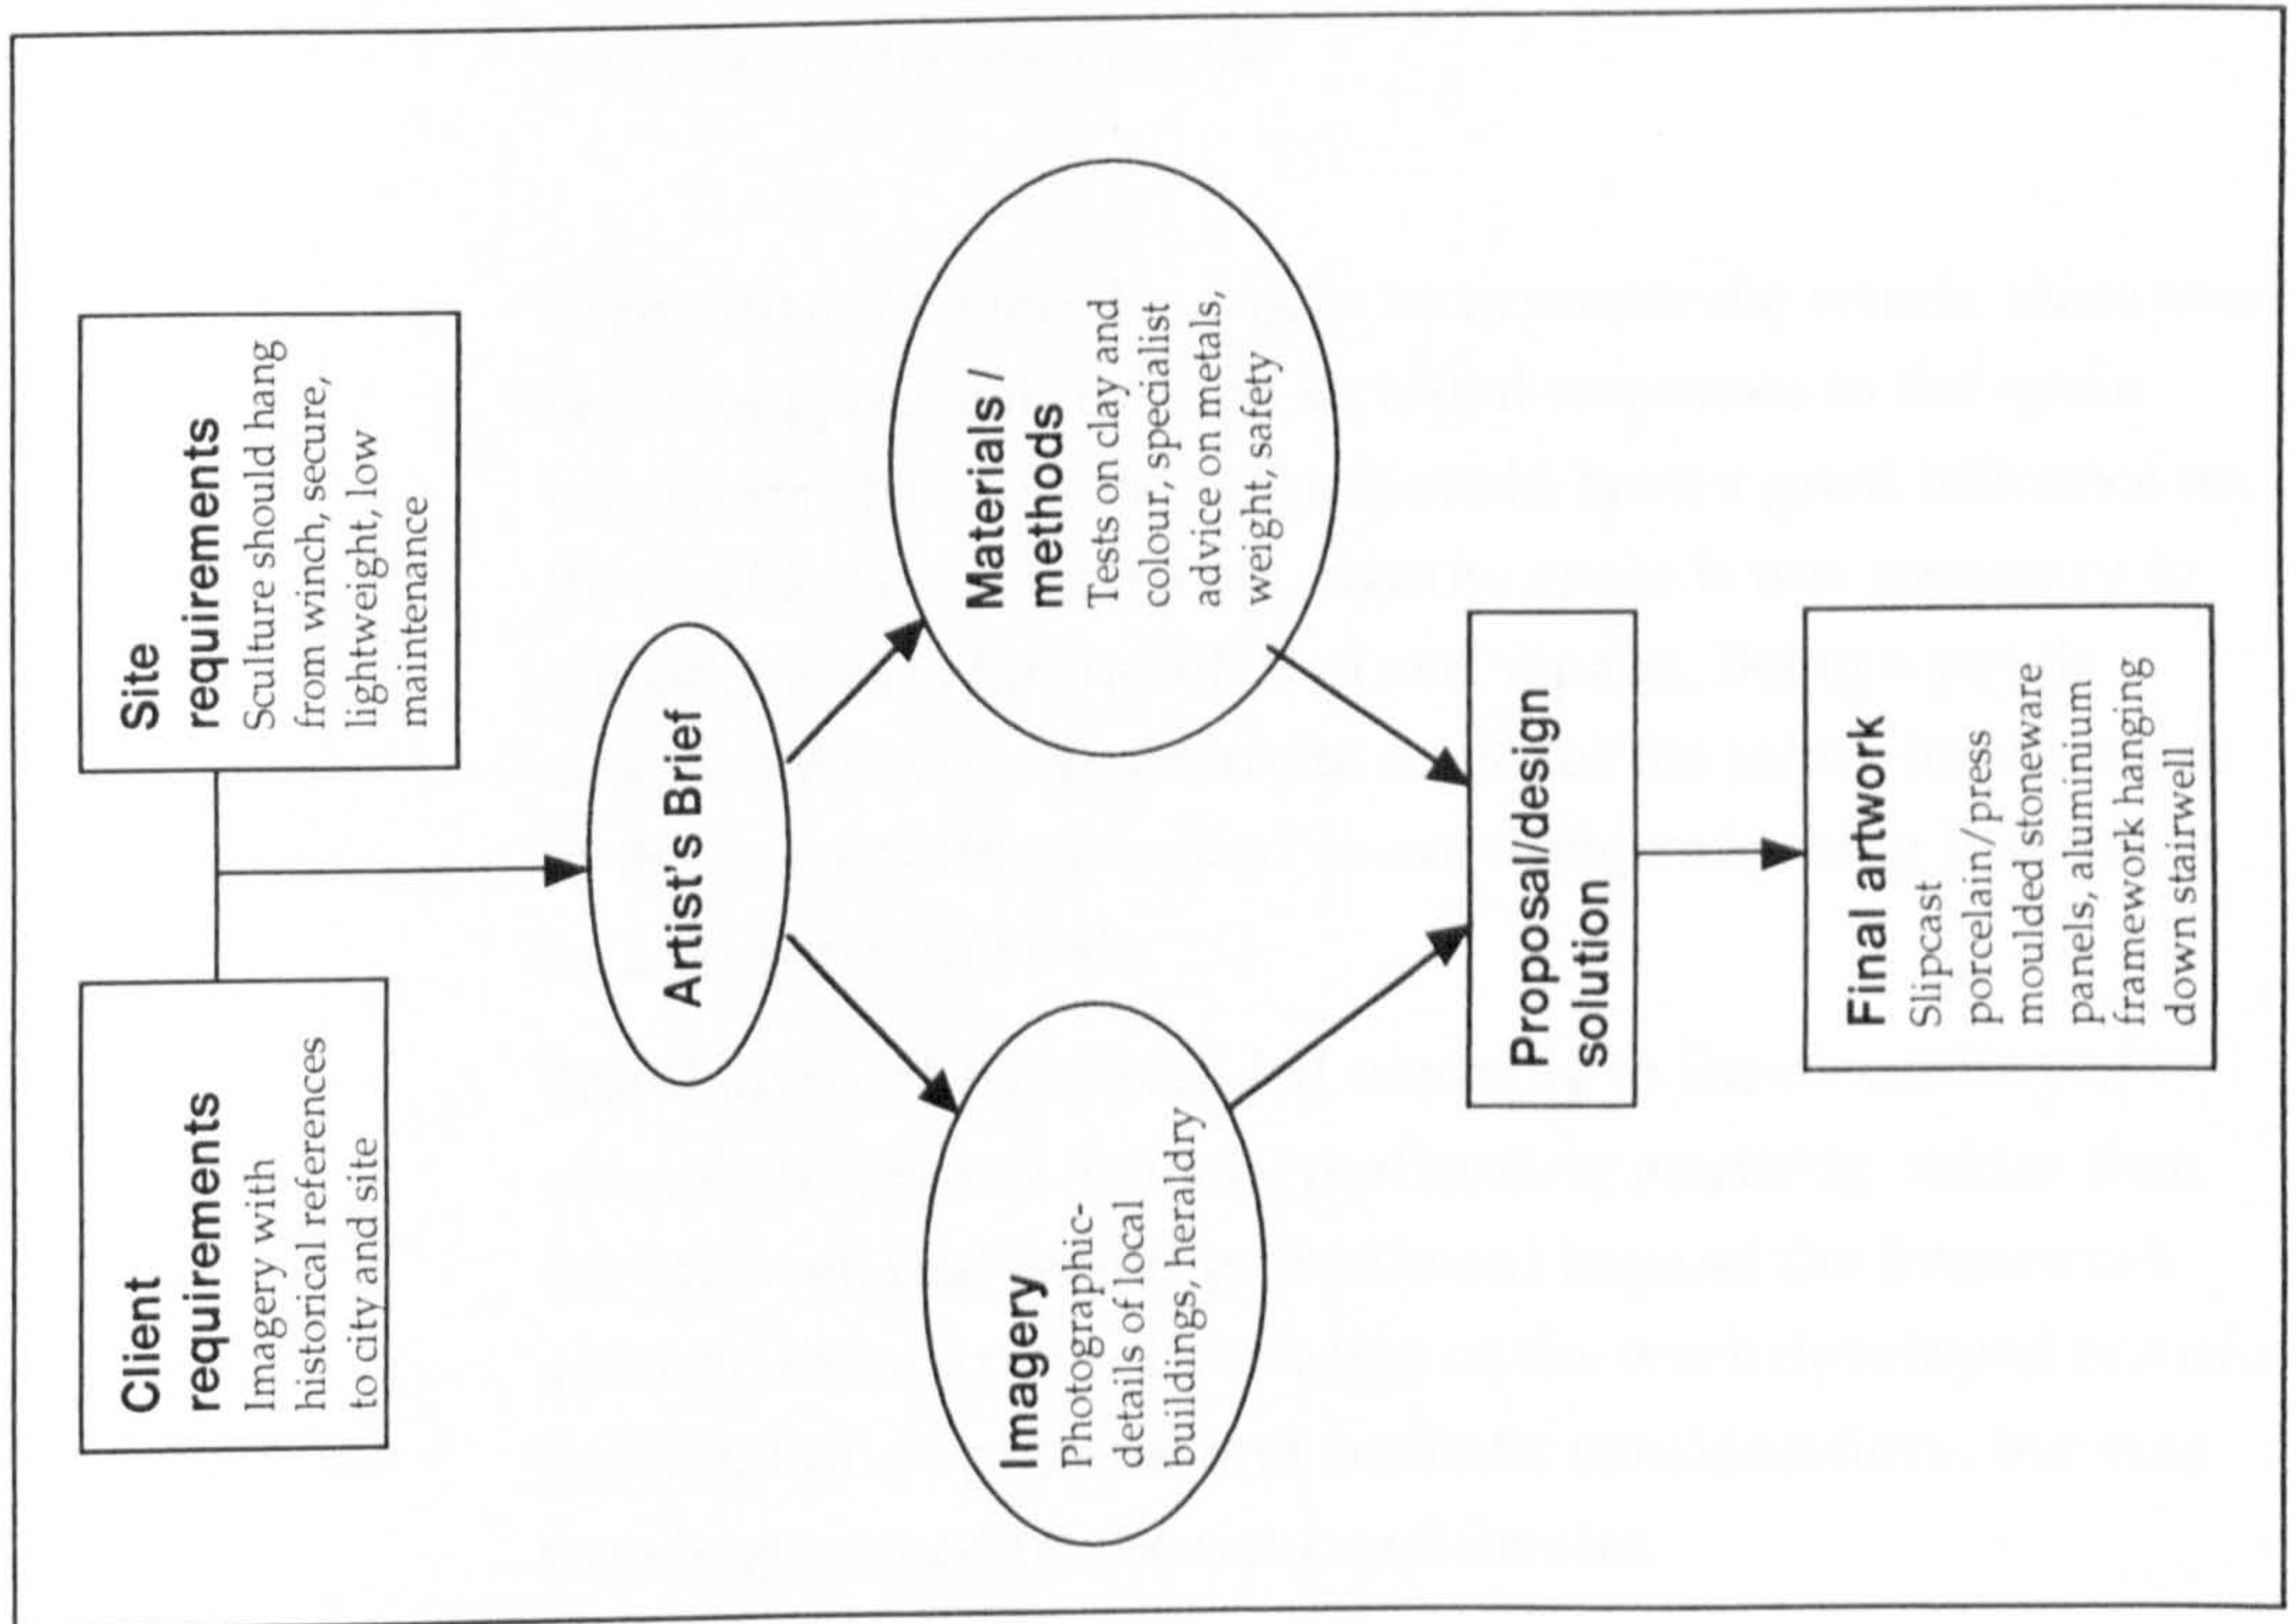 Client
requirements
Imagery with
historical references
to city and site
Site
requirements
Sculture should hang
from winch, secure,
lightweight, low
maintenance
Artist's Brief
Imagery
Photographic-
details of local
buildings, heraldry
Materials /
methods
Tests on clay and
colour, specialist
advice on metals,
weight, safety
Proposal/design
solution
Final artwork
Slipcast
porcelain/press
moulded stoneware
panels, aluminium
framework hanging
down stairwell